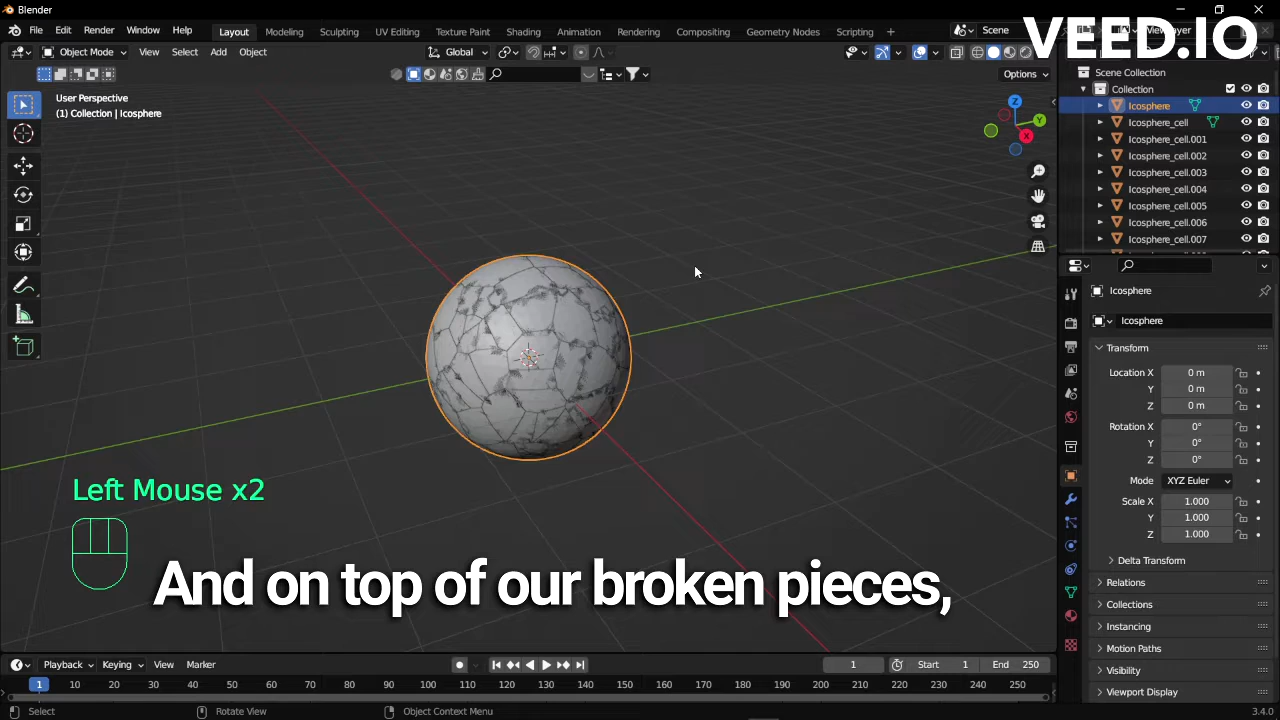 Blender
File Edit Render Window Help
Layout Modeling Sculpting UV Editing Texture Paint Shading Animation Rendering Compositing Geometry Nodes Scripting
Scene
VEED.IO
Object Mode View Select Add Object
Global
Options
User Perspective
(1) Collection | Icosphere
Z
Y
X
Scene Collection
Collection
Icosphere
Icosphere_cell
Icosphere_cell.001
Icosphere_cell.002
Icosphere_cell.003
Icosphere_cell.004
Icosphere_cell.005
Icosphere_cell.006
Icosphere_cell.007
Icosphere
Icosphere
Transform
Location X 0 m
Y 0 m
Z 0 m
Rotation X 0°
Y 0°
Z 0°
Mode XYZ Euler
Scale X 1.000
Y 1.000
Z 1.000
Delta Transform
Relations
Collections
Instancing
Motion Paths
Visibility
Viewport Display
Left Mouse x2
And on top of our broken pieces,
Playback Keying View Marker
1 Start 1 End 250
1 10 20 30 40 50 60 70 80 90 100 110 120 130 140 150 160 170 180 190 200 210 220 230 240 250
Select Rotate View Object Context Menu
3.4.0